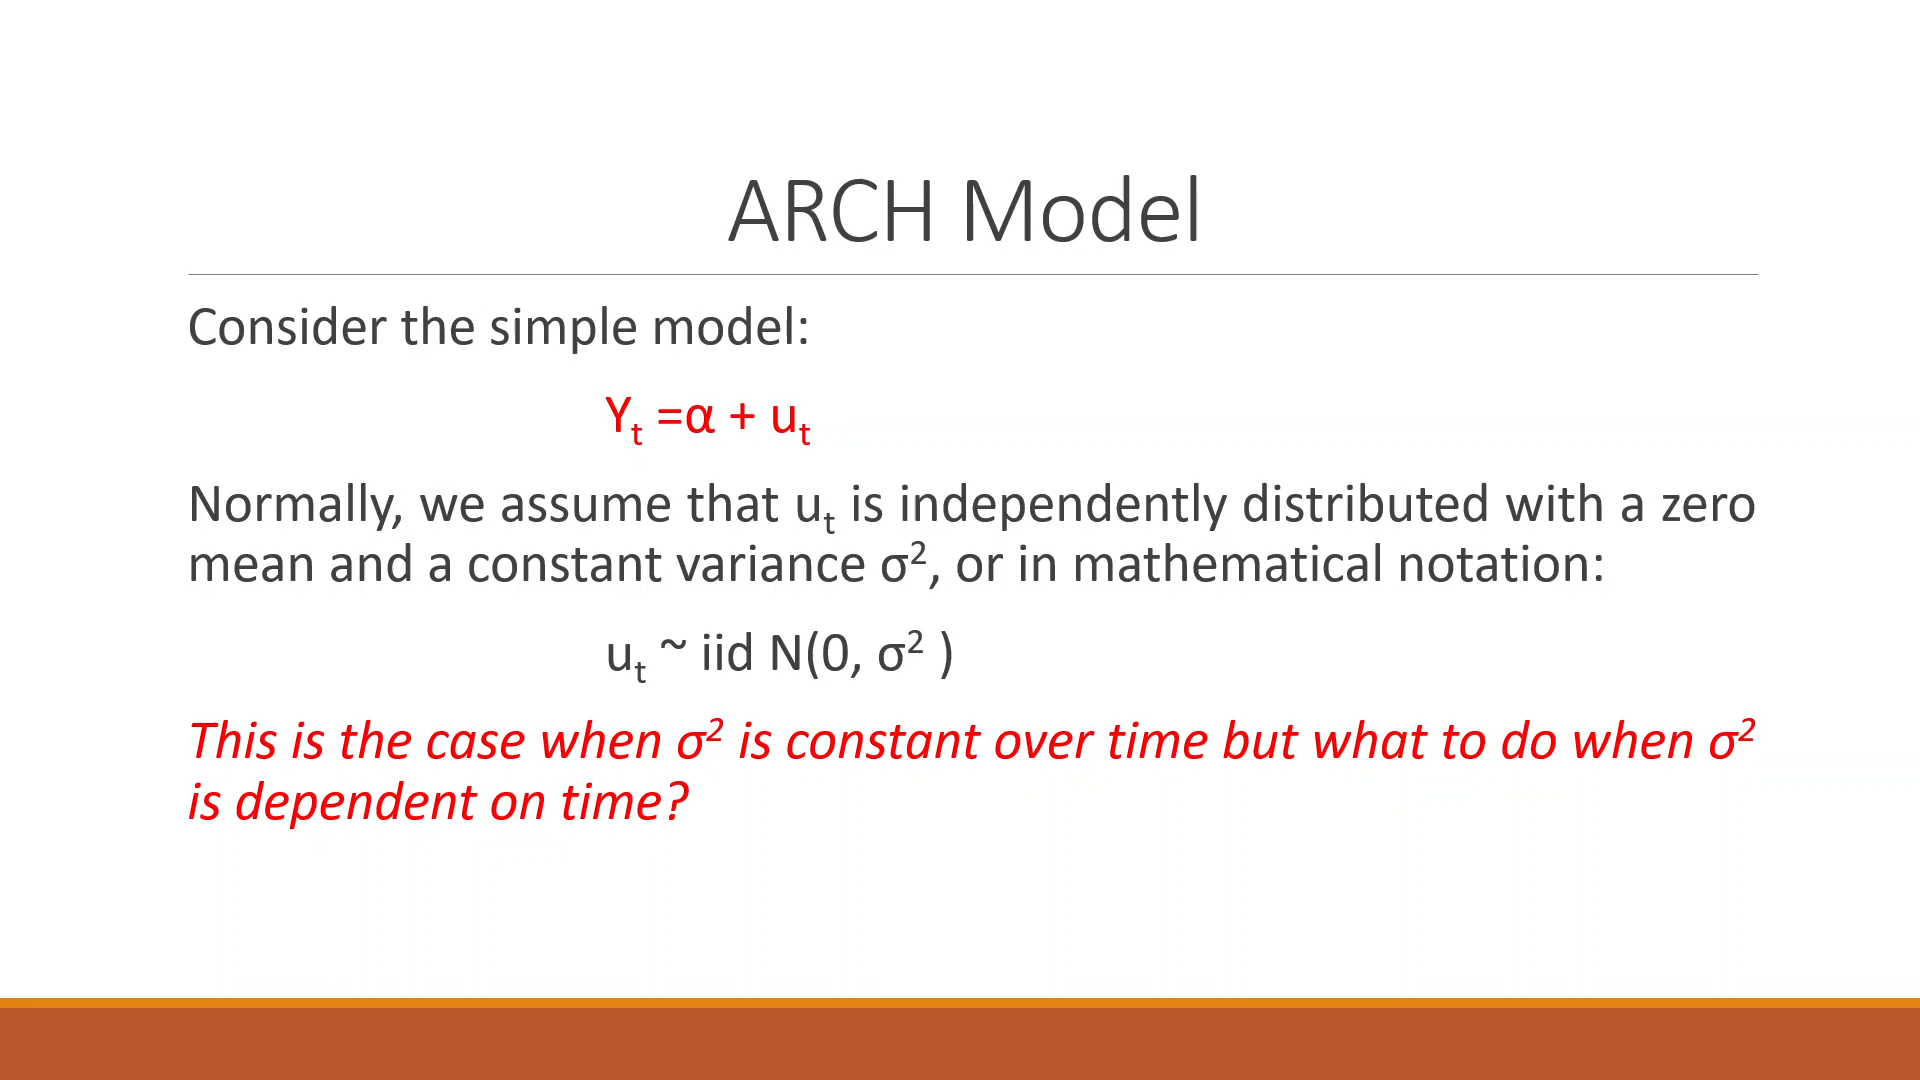 ARCH Model
Consider the simple model:
Yₜ =α + uₜ
Normally, we assume that uₜ is independently distributed with a zero
mean and a constant variance σ², or in mathematical notation:
uₜ ~ iid N(0, σ² )
This is the case when σ² is constant over time but what to do when σ²
is dependent on time?